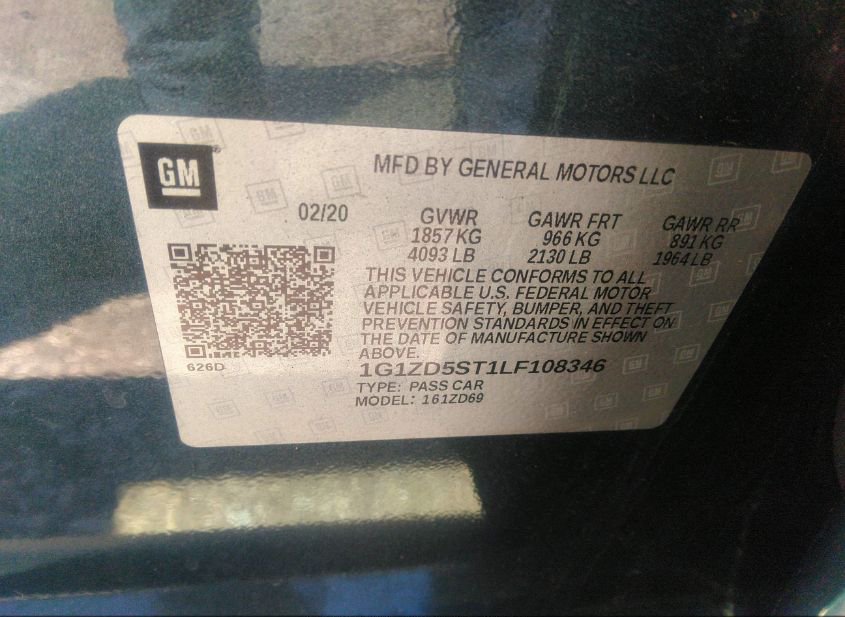 GM
MFD BY GENERAL MOTORS LLC
02/20
GVWR GAWR FRT GAWR RR
1857 KG 966 KG 891 KG
4093 LB 2130 LB 1964 LB
THIS VEHICLE CONFORMS TO ALL
APPLICABLE U.S. FEDERAL MOTOR
VEHICLE SAFETY, BUMPER, AND THEFT
PREVENTION STANDARDS IN EFFECT ON
THE DATE OF MANUFACTURE SHOWN
ABOVE.
626D
1G1ZD5ST1LF108346
TYPE: PASS CAR
MODEL: 161ZD69